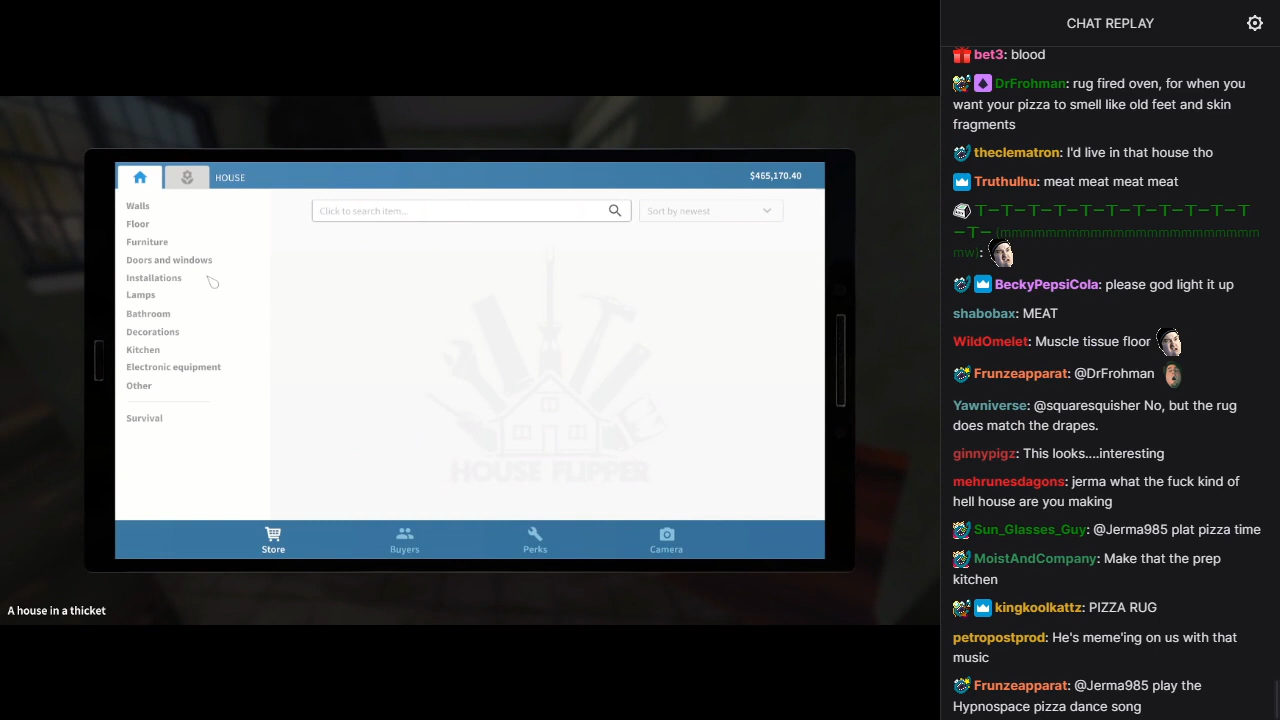 HOUSE
$465,170.40
Walls
Floor
Furniture
Doors and windows
Installations
Lamps
Bathroom
Decorations
Kitchen
Electronic equipment
Other
Survival
Click to search item...
Sort by newest
HOUSE FLIPPER
Store
Buyers
Perks
Camera
A house in a thicket
CHAT REPLAY
bet3: blood
DrFrohman: rug fired oven, for when you
want your pizza to smell like old feet and skin
fragments
theclematron: I'd live in that house tho
Truthulhu: meat meat meat meat
BeckyPepsiCola: please god light it up
shabobax: MEAT
WildOmelet: Muscle tissue floor
Frunzeapparat: @DrFrohman
Yawniverse: @squaresquisher No, but the rug
does match the drapes.
ginnypigz: This looks....interesting
mehrunesdagons: jerma what the fuck kind of
hell house are you making
Sun_Glasses_Guy: @Jerma985 plat pizza time
MoistAndCompany: Make that the prep
kitchen
kingkoolkattz: PIZZA RUG
petropostprod: He's meme'ing on us with that
music
Frunzeapparat: @Jerma985 play the
Hypnospace pizza dance song